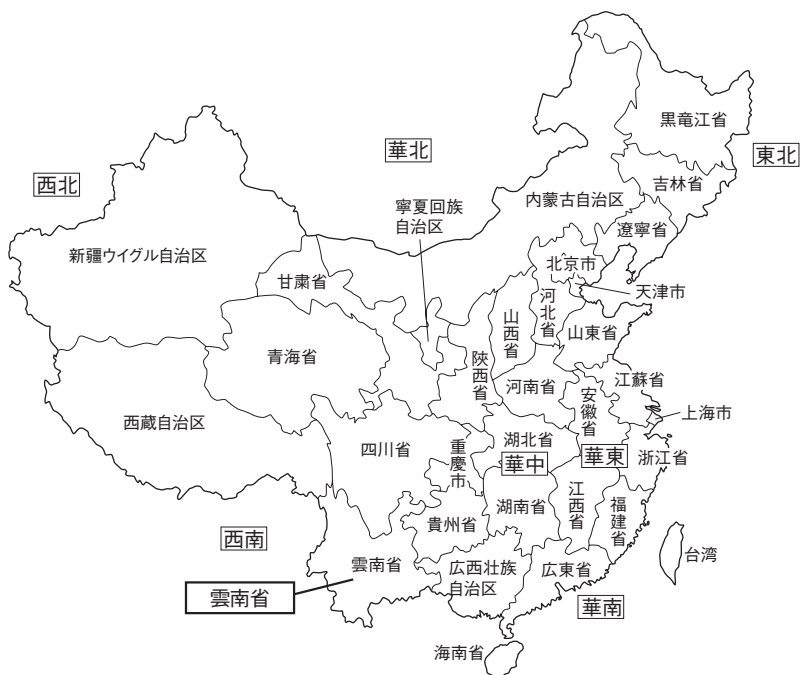 黒竜江省
華北
東北
西北
吉林省
内蒙古自治区
寧夏回族
自治区
遼寧省
新疆ウイグル自治区
北京市
甘粛省
天津市
河北省
山西省
山東省
青海省
陝西省
河南省
江蘇省
安徽省
上海市
西蔵自治区
四川省
重慶市
湖北省
華中
華東
浙江省
湖南省
江西省
福建省
貴州省
西南
台湾
雲南省
広西壮族
自治区
広東省
雲南省
華南
海南省